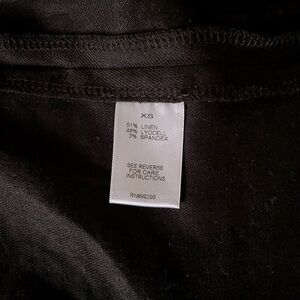 XS
51% LINEN
46% LYOCELL
3% SPANDEX
SEE REVERSE
FOR CARE
INSTRUCTIONS
RN#99299